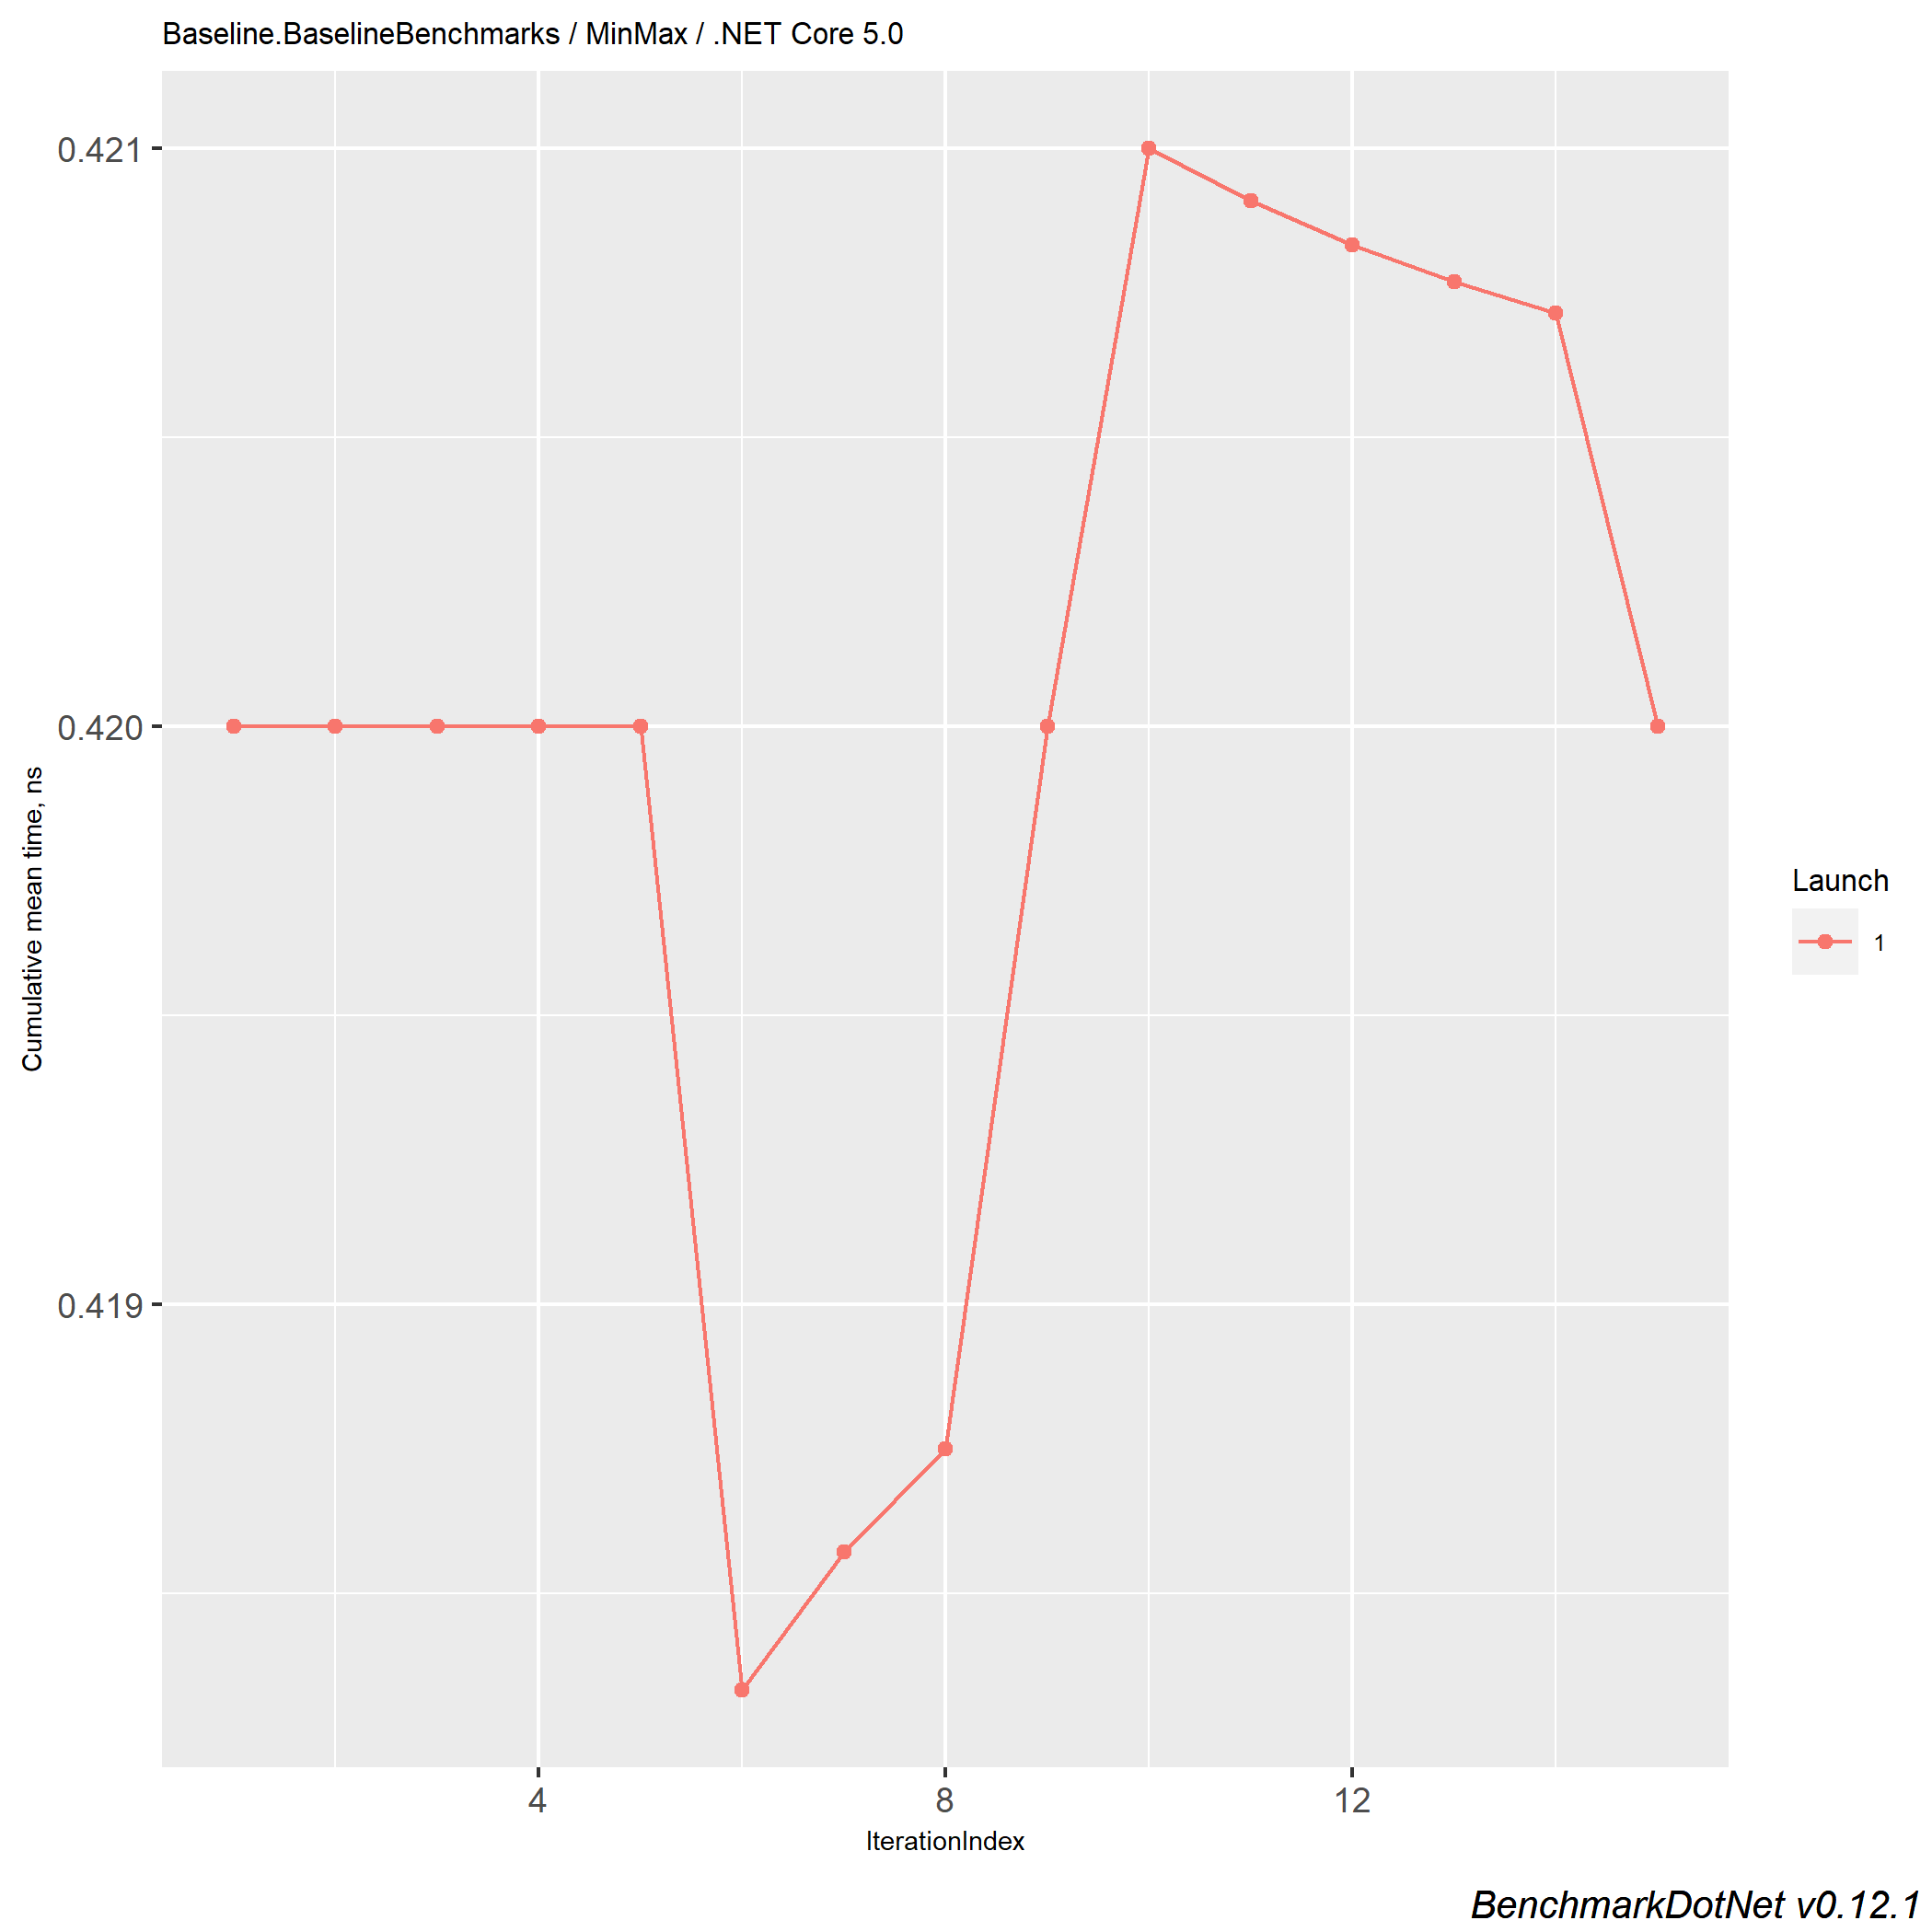 Baseline.BaselineBenchmarks / MinMax / .NET Core 5.0
0.421
0.420
0.419
Cumulative mean time, ns
4
8
12
IterationIndex
Launch
1
BenchmarkDotNet v0.12.1